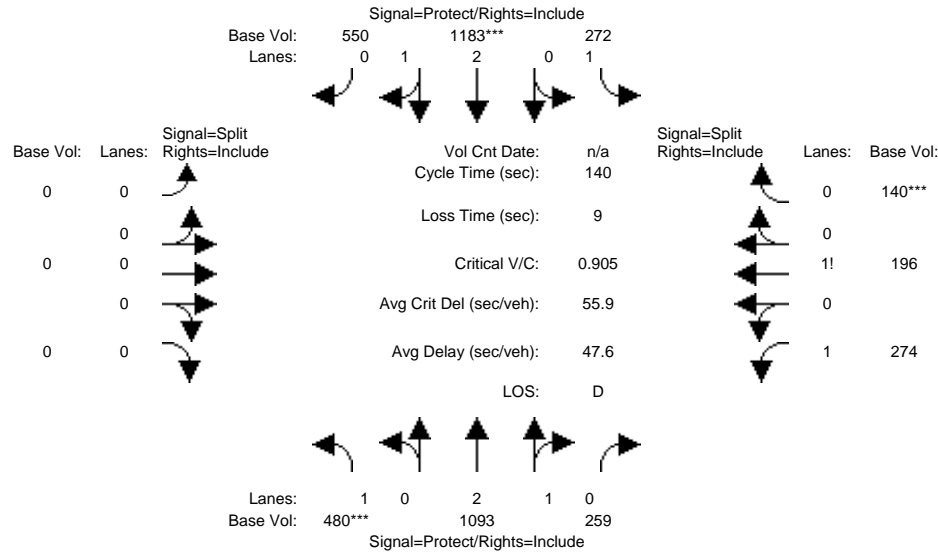 Signal=Protect/Rights=Include
Base Vol: 550 1183*** 272
Lanes: 0 1 2 0 1
Signal=Split
Base Vol: Lanes: Rights=Include
Vol Cnt Date: n/a
Signal=Split
Rights=Include Lanes: Base Vol:
Cycle Time (sec): 140
0 0
0 140***
Loss Time (sec): 9
0
0
0 0
Critical V/C: 0.905
1! 196
0
Avg Crit Del (sec/veh): 55.9
0
0 0
Avg Delay (sec/veh): 47.6
1 274
LOS: D
Lanes: 1 0 2 1 0
Base Vol: 480*** 1093 259
Signal=Protect/Rights=Include